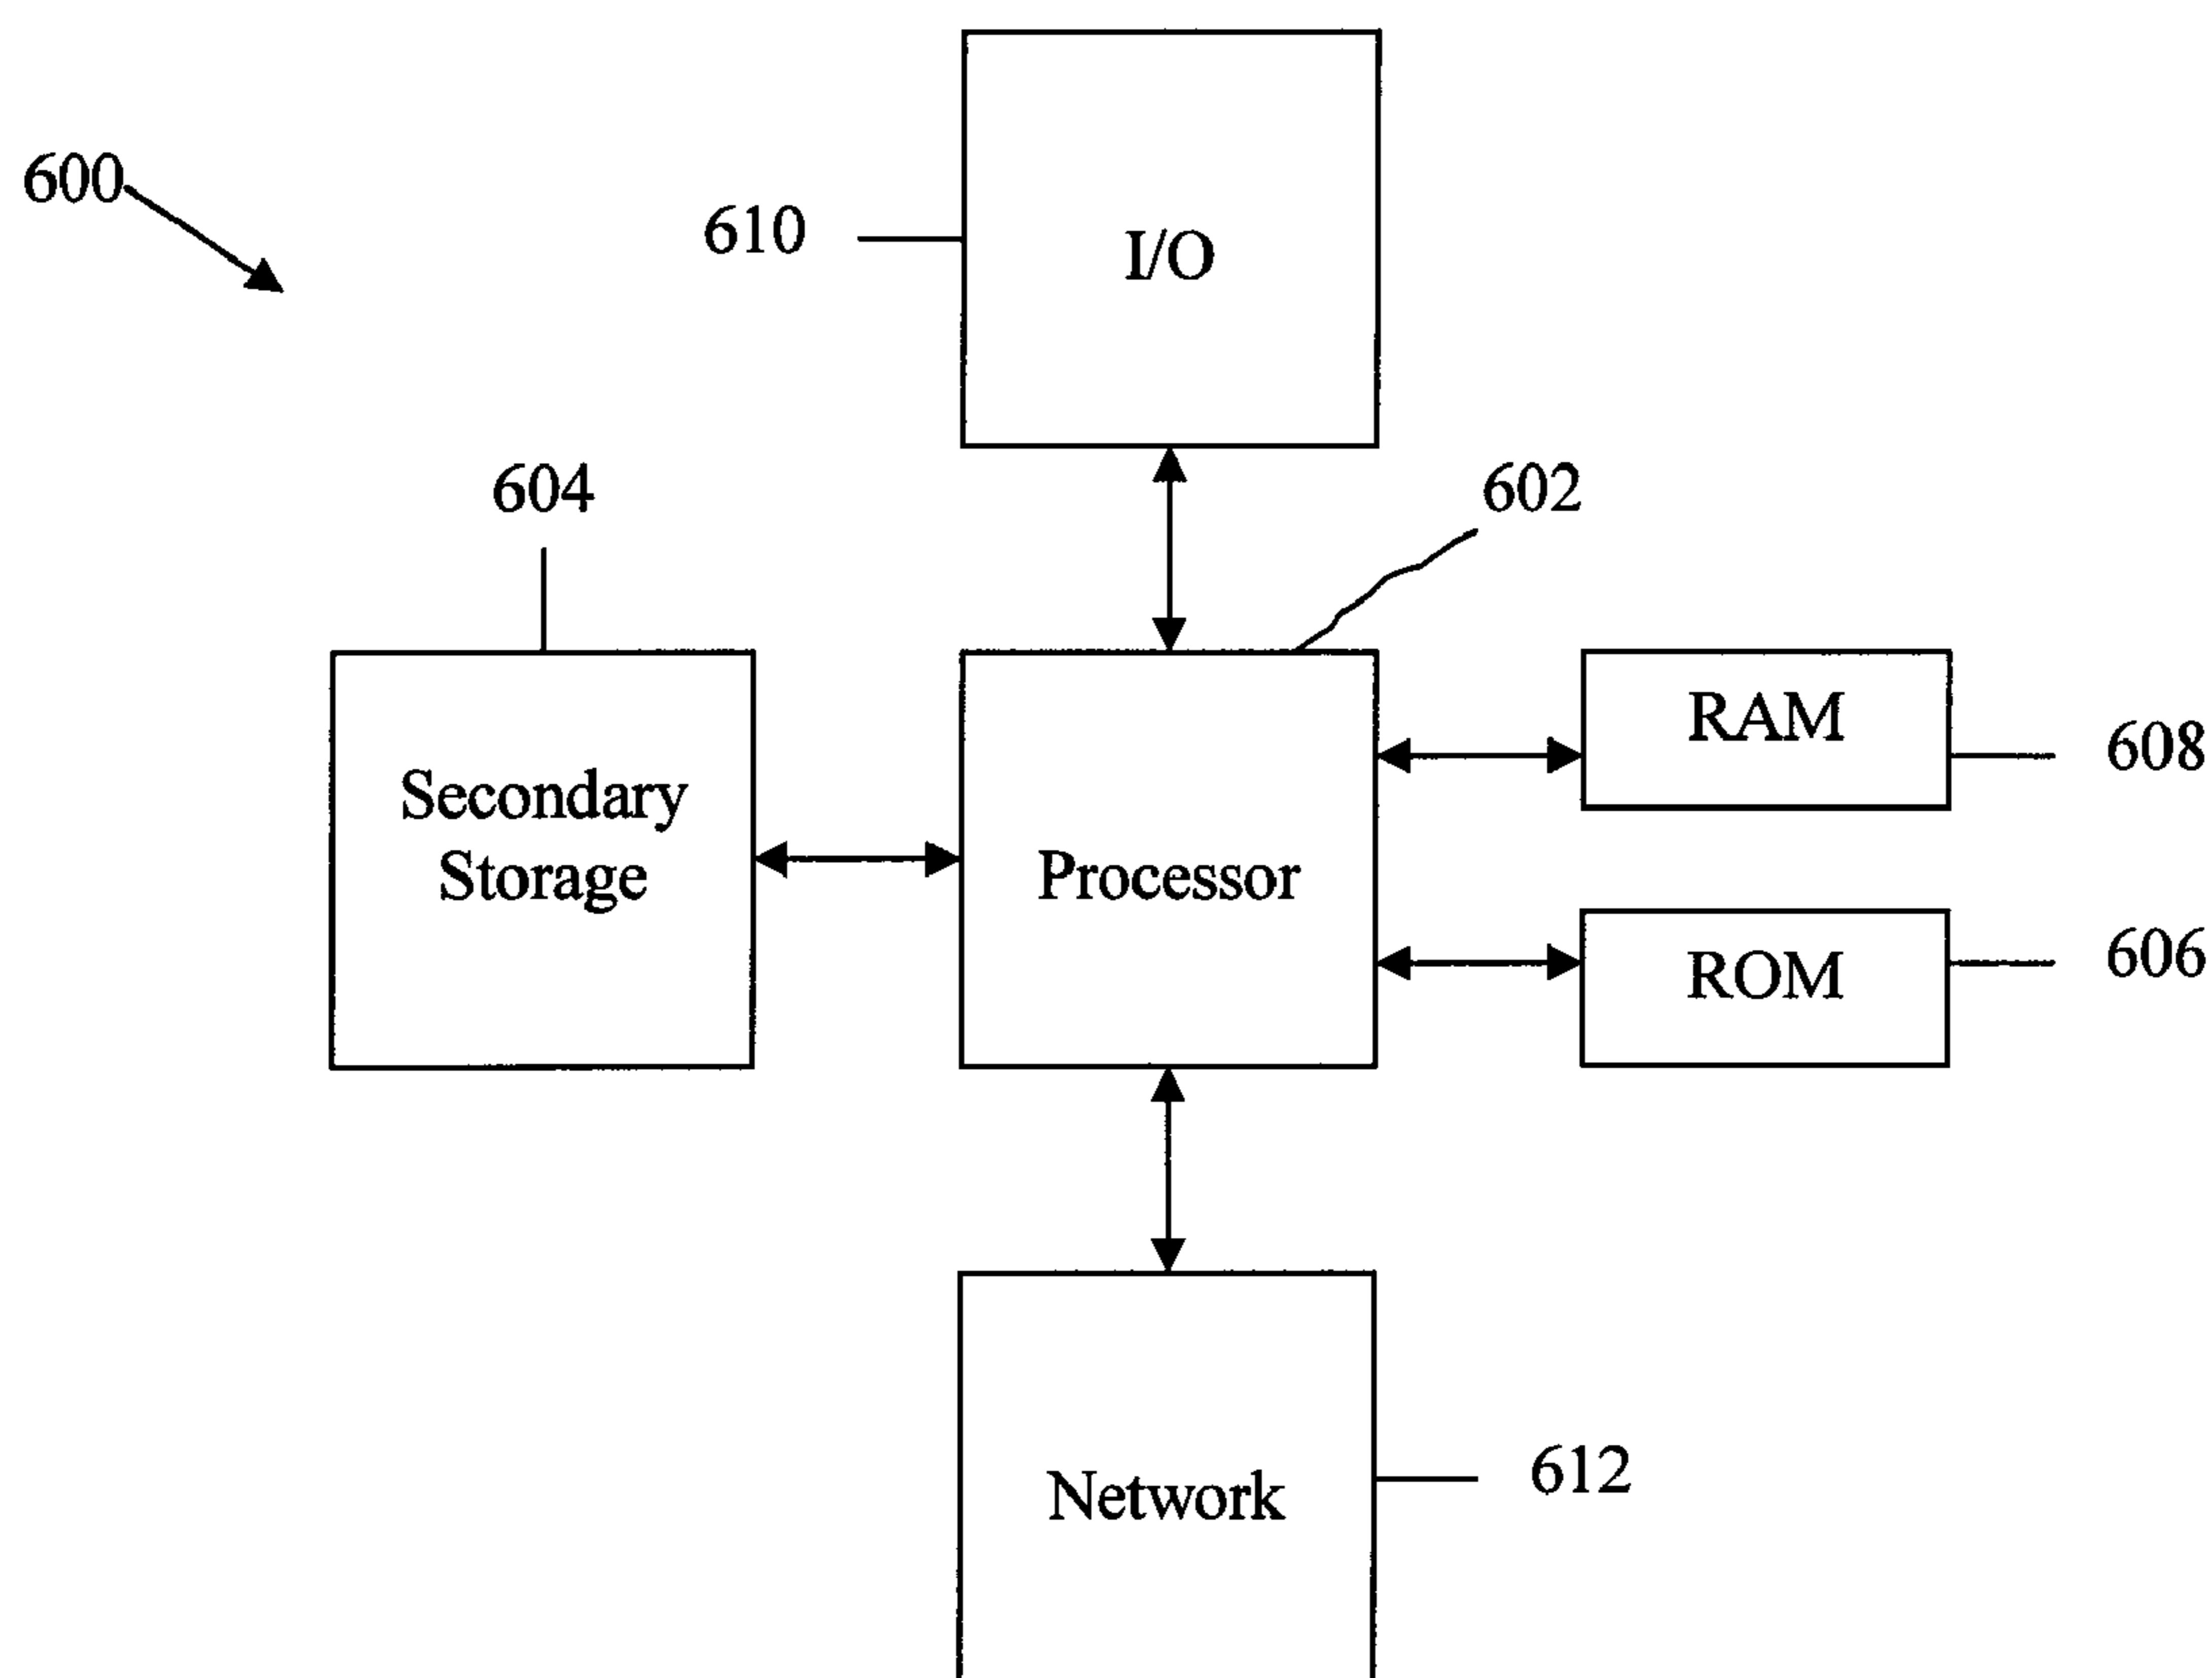 600
610
I/O
604
602
Secondary
Storage
Processor
RAM
608
ROM
606
Network
612